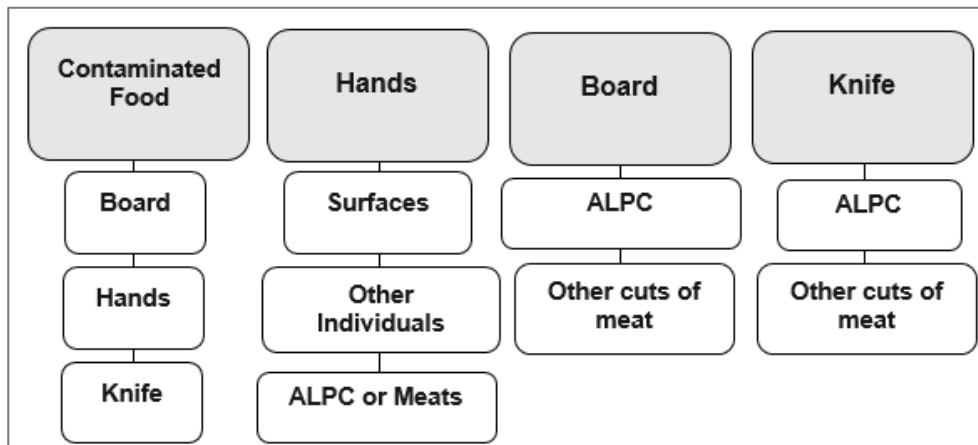 Contaminated
Food
Board
Hands
Knife
Hands
Surfaces
Other
Individuals
ALPC or Meats
Board
ALPC
Other cuts of
meat
Knife
ALPC
Other cuts of
meat